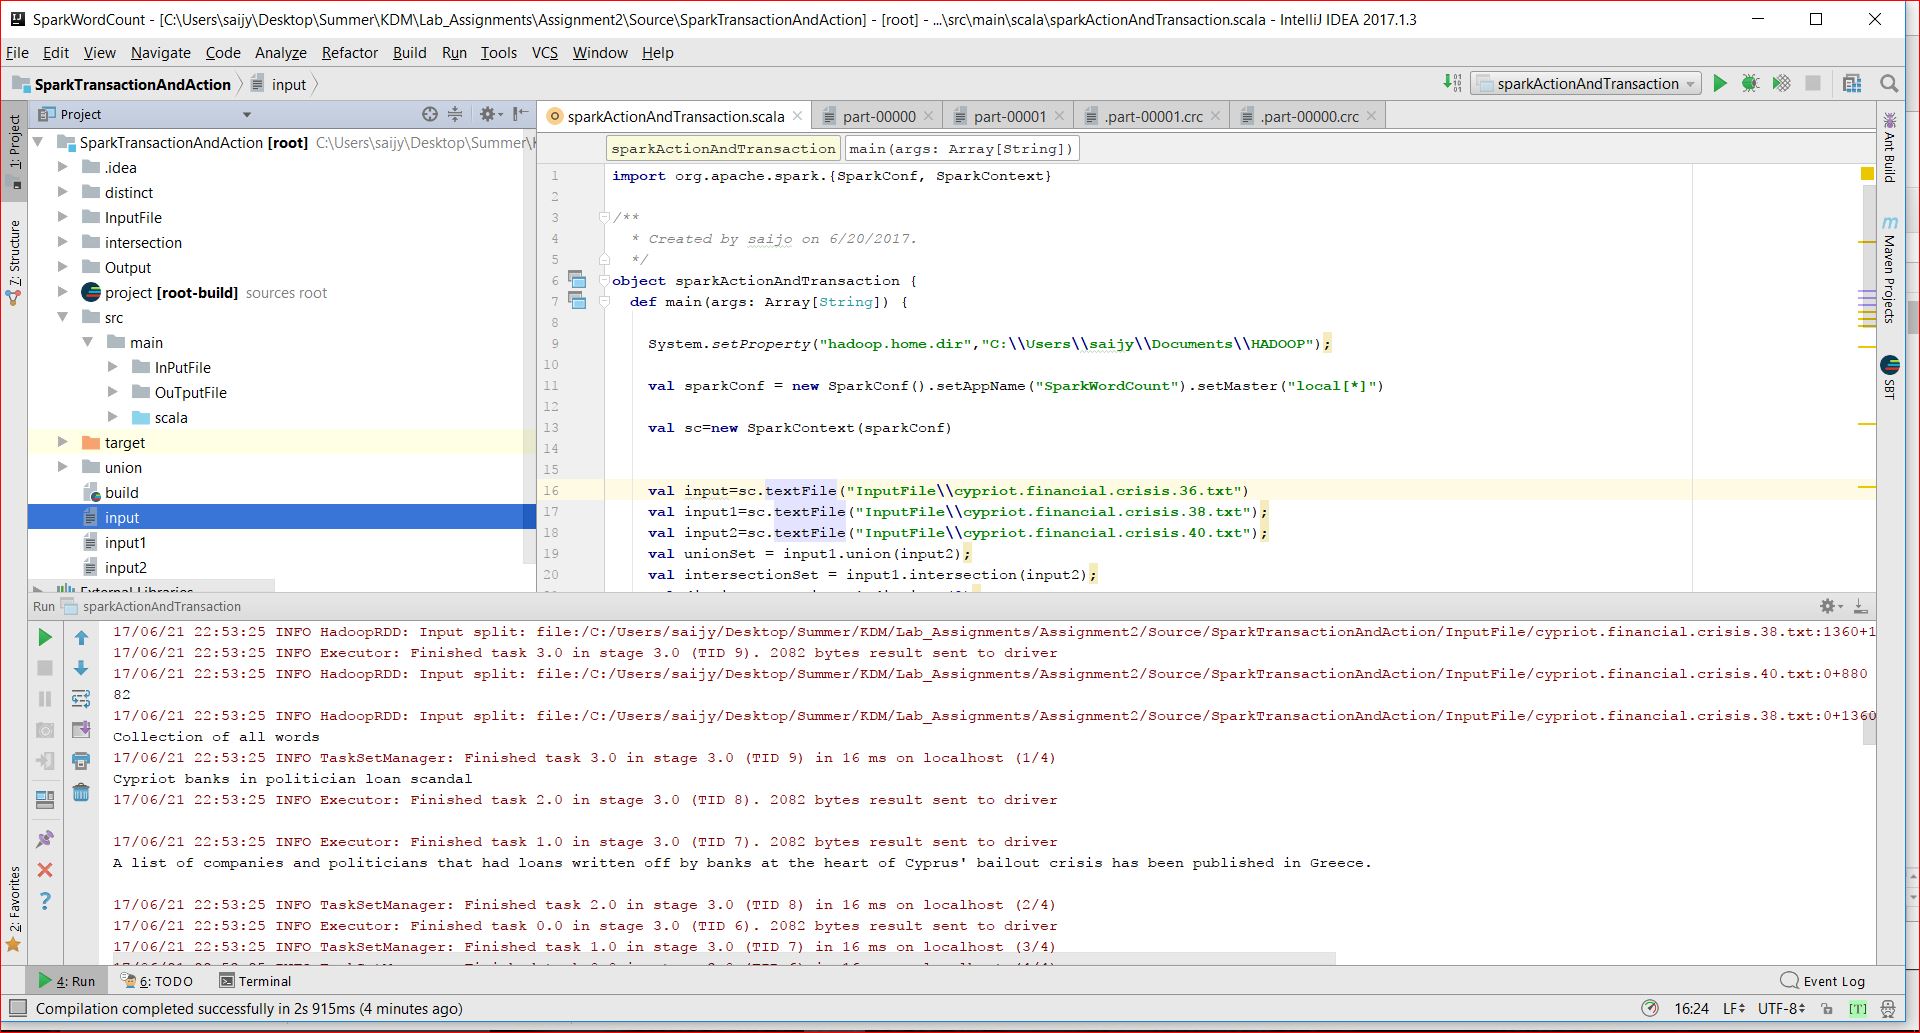 SparkWordCount - [C:\Users\saijy\Desktop\Summer\KDM\Lab_Assignments\Assignment2\Source\SparkTransactionAndAction] - [root] - ...\src\main\scala\sparkActionAndTransaction.scala - IntelliJ IDEA 2017.1.3
File Edit View Navigate Code Analyze Refactor Build Run Tools VCS Window Help
SparkTransactionAndAction input
sparkActionAndTransaction
Project
sparkActionAndTransaction.scala part-00000 part-00001 .part-00001.crc .part-00000.crc
1: Project
7: Structure
2: Favorites
SparkTransactionAndAction [root] C:\Users\saijy\Desktop\Summer\
.idea
distinct
InputFile
intersection
Output
project [root-build] sources root
src
main
InPutFile
OuTputFile
scala
target
union
build
input
input1
input2
External Libraries
sparkActionAndTransaction main(args: Array[String])
1 import org.apache.spark.{SparkConf, SparkContext}
2
3 /**
4 * Created by saijo on 6/20/2017.
5 */
6 object sparkActionAndTransaction {
7 def main(args: Array[String]) {
8
9 System.setProperty("hadoop.home.dir","C:\\Users\\saijy\\Documents\\HADOOP");
10
11 val sparkConf = new SparkConf().setAppName("SparkWordCount").setMaster("local[*]")
12
13 val sc=new SparkContext(sparkConf)
14
15
16 val input=sc.textFile("InputFile\\cypriot.financial.crisis.36.txt")
17 val input1=sc.textFile("InputFile\\cypriot.financial.crisis.38.txt");
18 val input2=sc.textFile("InputFile\\cypriot.financial.crisis.40.txt");
19 val unionSet = input1.union(input2);
20 val intersectionSet = input1.intersection(input2);
Ant Build
Maven Projects
SBT
Run sparkActionAndTransaction
17/06/21 22:53:25 INFO HadoopRDD: Input split: file:/C:/Users/saijy/Desktop/Summer/KDM/Lab_Assignments/Assignment2/Source/SparkTransactionAndAction/InputFile/cypriot.financial.crisis.38.txt:1360+1
17/06/21 22:53:25 INFO Executor: Finished task 3.0 in stage 3.0 (TID 9). 2082 bytes result sent to driver
17/06/21 22:53:25 INFO HadoopRDD: Input split: file:/C:/Users/saijy/Desktop/Summer/KDM/Lab_Assignments/Assignment2/Source/SparkTransactionAndAction/InputFile/cypriot.financial.crisis.40.txt:0+880
82
17/06/21 22:53:25 INFO HadoopRDD: Input split: file:/C:/Users/saijy/Desktop/Summer/KDM/Lab_Assignments/Assignment2/Source/SparkTransactionAndAction/InputFile/cypriot.financial.crisis.38.txt:0+1360
Collection of all words
17/06/21 22:53:25 INFO TaskSetManager: Finished task 3.0 in stage 3.0 (TID 9) in 16 ms on localhost (1/4)
Cypriot banks in politician loan scandal
17/06/21 22:53:25 INFO Executor: Finished task 2.0 in stage 3.0 (TID 8). 2082 bytes result sent to driver
17/06/21 22:53:25 INFO Executor: Finished task 1.0 in stage 3.0 (TID 7). 2082 bytes result sent to driver
A list of companies and politicians that had loans written off by banks at the heart of Cyprus' bailout crisis has been published in Greece.
17/06/21 22:53:25 INFO TaskSetManager: Finished task 2.0 in stage 3.0 (TID 8) in 16 ms on localhost (2/4)
17/06/21 22:53:25 INFO Executor: Finished task 0.0 in stage 3.0 (TID 6). 2082 bytes result sent to driver
17/06/21 22:53:25 INFO TaskSetManager: Finished task 1.0 in stage 3.0 (TID 7) in 16 ms on localhost (3/4)
4: Run 6: TODO Terminal Event Log
Compilation completed successfully in 2s 915ms (4 minutes ago) 16:24 LF UTF-8 [T]